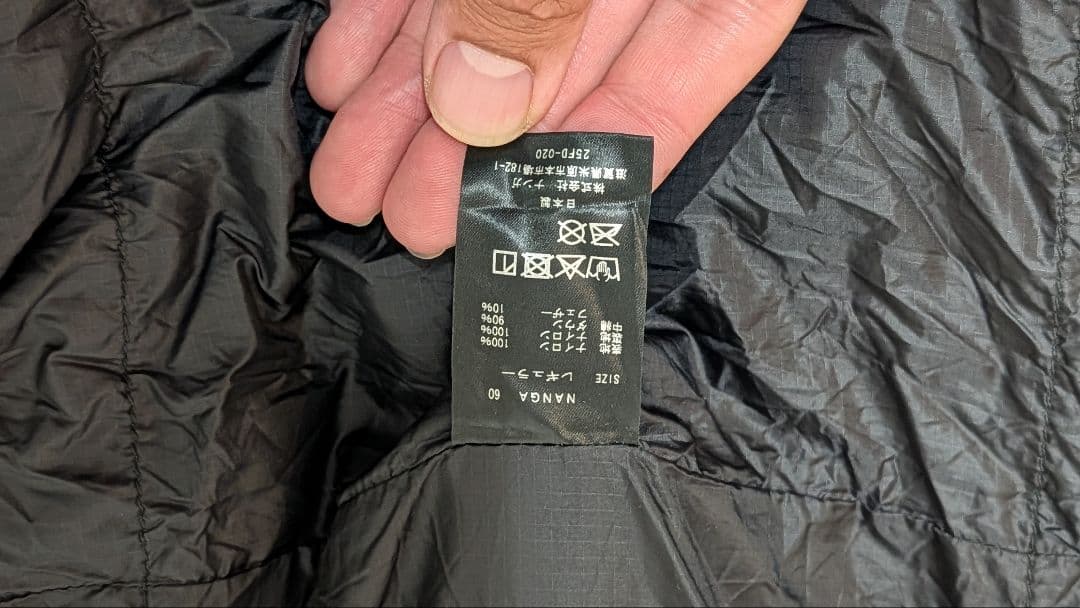 NANGA 60
SIZE レギュラー
表地 ナイロン 100%
裏地 ナイロン 100%
中綿 ダウン 90%
フェザー 10%
日本製
株式会社 ナンガ
滋賀県米原市本市場182-1
25FD-020